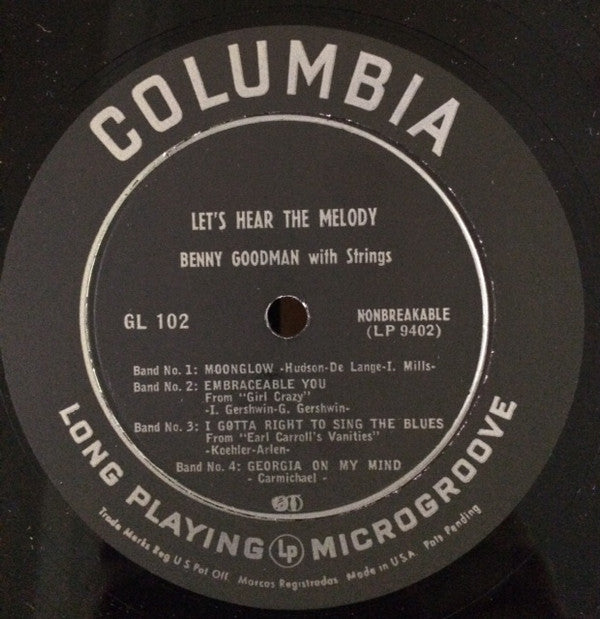 COLUMBIA
LET'S HEAR THE MELODY
BENNY GOODMAN with Strings
GL 102
NONBREAKABLE
(LP 9402)
Band No. 1: MOONGLOW -Hudson-De Lange-I. Mills-
Band No. 2: EMBRACEABLE YOU
From "Girl Crazy"
-I. Gershwin-G. Gershwin-
Band No. 3: I GOTTA RIGHT TO SING THE BLUES
From "Earl Carroll's Vanities"
-Koehler-Arlen-
Band No. 4: GEORGIA ON MY MIND
- Carmichael -
LONG PLAYING Lp MICROGROOVE
Trade Marks Reg U S Pat Off. Marcas Registradas Made in U.S.A. Pats Pending